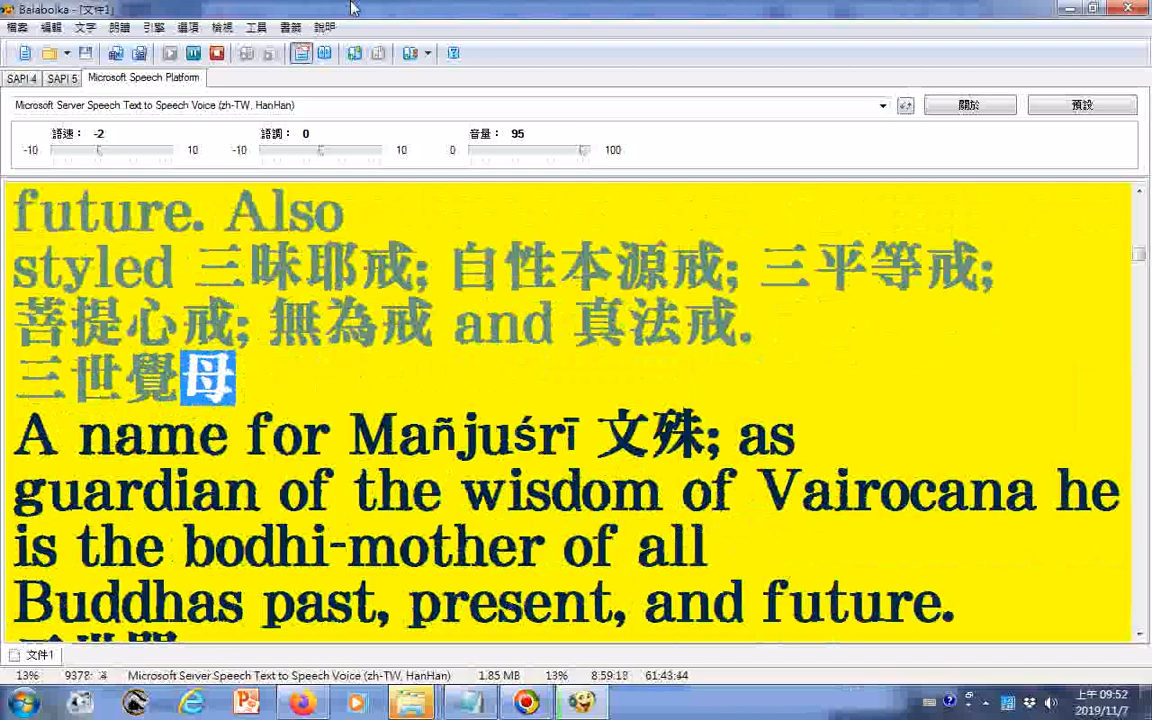 Balabolka - [文件1]
檔案 編輯 文字 朗讀 引擎 選項 檢視 工具 書籤 說明
SAPI 4 SAPI 5 Microsoft Speech Platform
Microsoft Server Speech Text to Speech Voice (zh-TW, HanHan) 關於 預設
語速： -2 語調： 0 音量： 95
-10 10 -10 10 0 100
future. Also
styled 三昧耶戒; 自性本源戒; 三平等戒;
菩提心戒; 無為戒 and 真法戒.
三世覺母
A name for Mañjuśrī 文殊; as
guardian of the wisdom of Vairocana he
is the bodhi-mother of all
Buddhas past, present, and future.
文件1
13% 9378: 4 Microsoft Server Speech Text to Speech Voice (zh-TW, HanHan) 1.85 MB 13% 8:59:18 61:43:44
上午 09:52
2019/11/7